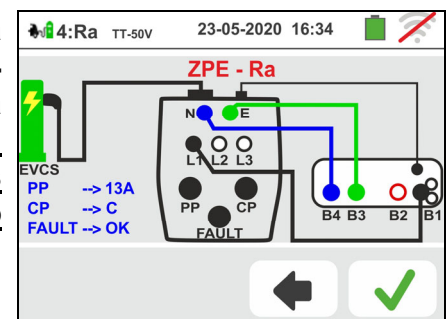 4:Ra TT-50V 23-05-2020 16:34
ZPE - Ra
N E
L1 L2 L3
EVCS
PP --> 13A
CP --> C
FAULT --> OK
PP CP
FAULT
B4 B3 B2 B1